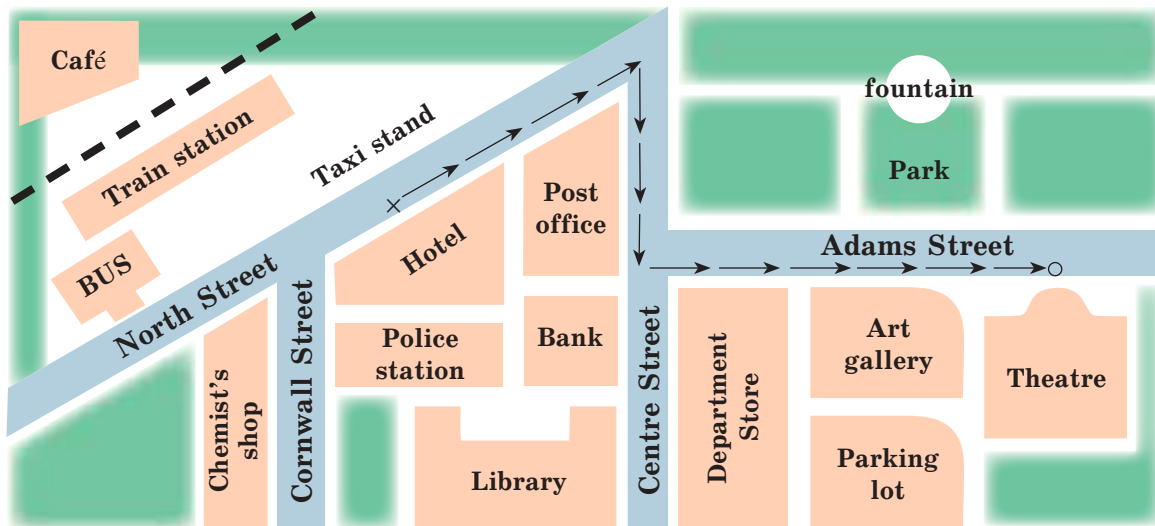 Café
Train station
BUS
Taxi stand
North Street
Hotel
Post
office
fountain
Park
Adams Street
Chemist's
shop
Cornwall Street
Police
station
Bank
Library
Centre Street
Department
Store
Art
gallery
Parking
lot
Theatre